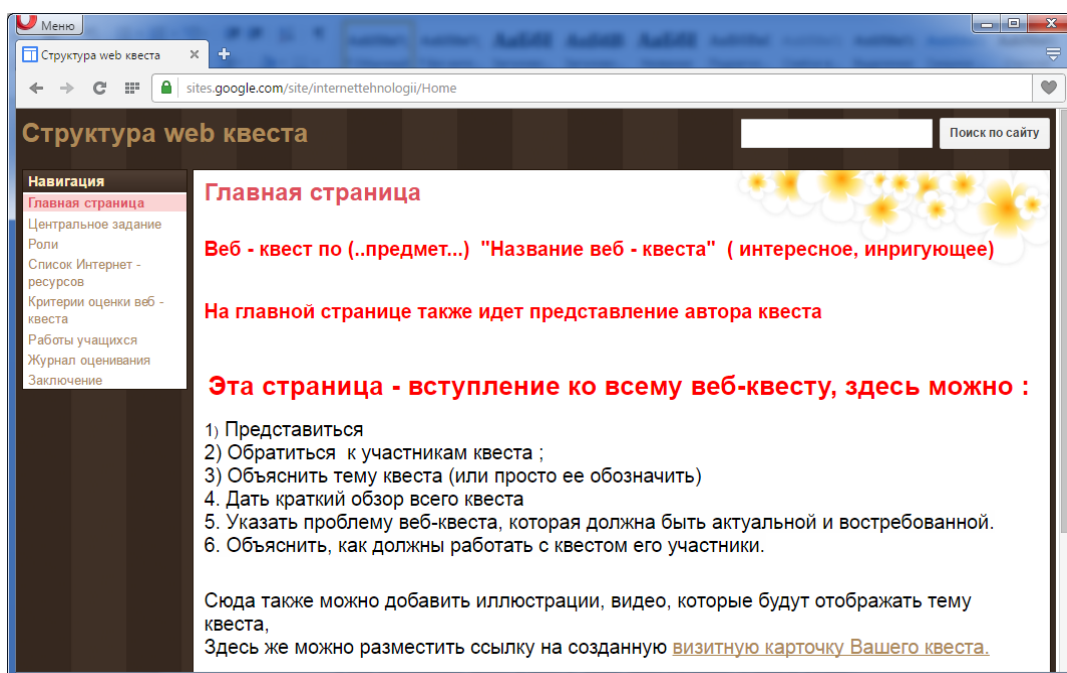 Меню
Структура web квеста
sites.google.com/site/internettehnologii/Home
Структура web квеста
Поиск по сайту
Навигация
Главная страница
Центральное задание
Роли
Список Интернет -
ресурсов
Критерии оценки веб -
квеста
Работы учащихся
Журнал оценивания
Заключение
Главная страница
Веб - квест по (..предмет...) "Название веб - квеста" ( интересное, инригующее)
На главной странице также идет представление автора квеста
Эта страница - вступление ко всему веб-квесту, здесь можно :
1) Представиться
2) Обратиться к участникам квеста ;
3) Объяснить тему квеста (или просто ее обозначить)
4. Дать краткий обзор всего квеста
5. Указать проблему веб-квеста, которая должна быть актуальной и востребованной.
6. Объяснить, как должны работать с квестом его участники.
Сюда также можно добавить иллюстрации, видео, которые будут отображать тему
квеста,
Здесь же можно разместить ссылку на созданную визитную карточку Вашего квеста.